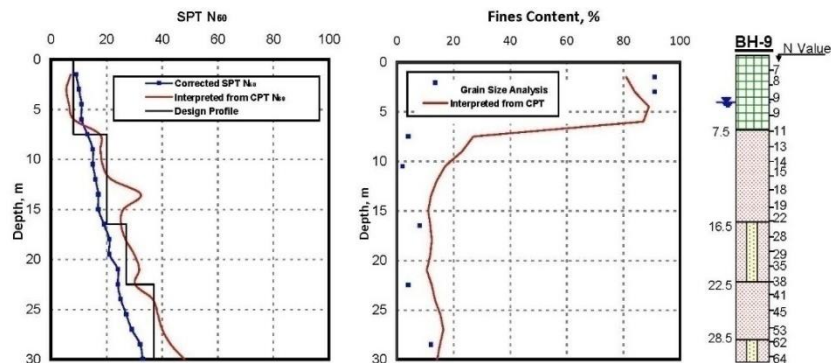 SPT N60
0 20 40 60 80 100
0
5
10
15
20
25
30
Depth, m
Corrected SPT N60
Interpreted from CPT N60
Design Profile
Fines Content, %
0 20 40 60 80 100
0
5
10
15
20
25
30
Depth, m
Grain Size Analysis
Interpreted from CPT
BH-9
N Value
7.5
16.5
22.5
28.5
7
8
9
9
11
13
14
15
18
19
22
28
29
35
38
41
45
53
62
64